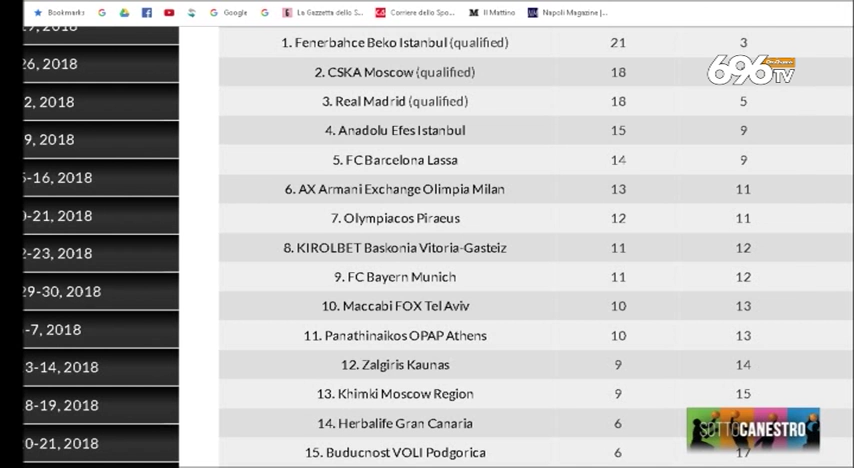 Bookmarks G G Google G La Gazzetta dello S... Corriere dello Spo... M Il Mattino Napoli Magazine |...
1. Fenerbahce Beko Istanbul (qualified) 21 3
26, 2018 2. CSKA Moscow (qualified) 18
696 TV
2, 2018 3. Real Madrid (qualified) 18 5
9, 2018 4. Anadolu Efes Istanbul 15 9
5. FC Barcelona Lassa 14 9
-16, 2018 6. AX Armani Exchange Olimpia Milan 13 11
-21, 2018 7. Olympiacos Piraeus 12 11
-23, 2018 8. KIROLBET Baskonia Vitoria-Gasteiz 11 12
29-30, 2018 9. FC Bayern Munich 11 12
10. Maccabi FOX Tel Aviv 10 13
-7, 2018 11. Panathinaikos OPAP Athens 10 13
3-14, 2018 12. Zalgiris Kaunas 9 14
8-19, 2018 13. Khimki Moscow Region 9 15
14. Herbalife Gran Canaria 6
SOTTOCANESTRO
0-21, 2018 15. Buducnost VOLI Podgorica 6 17